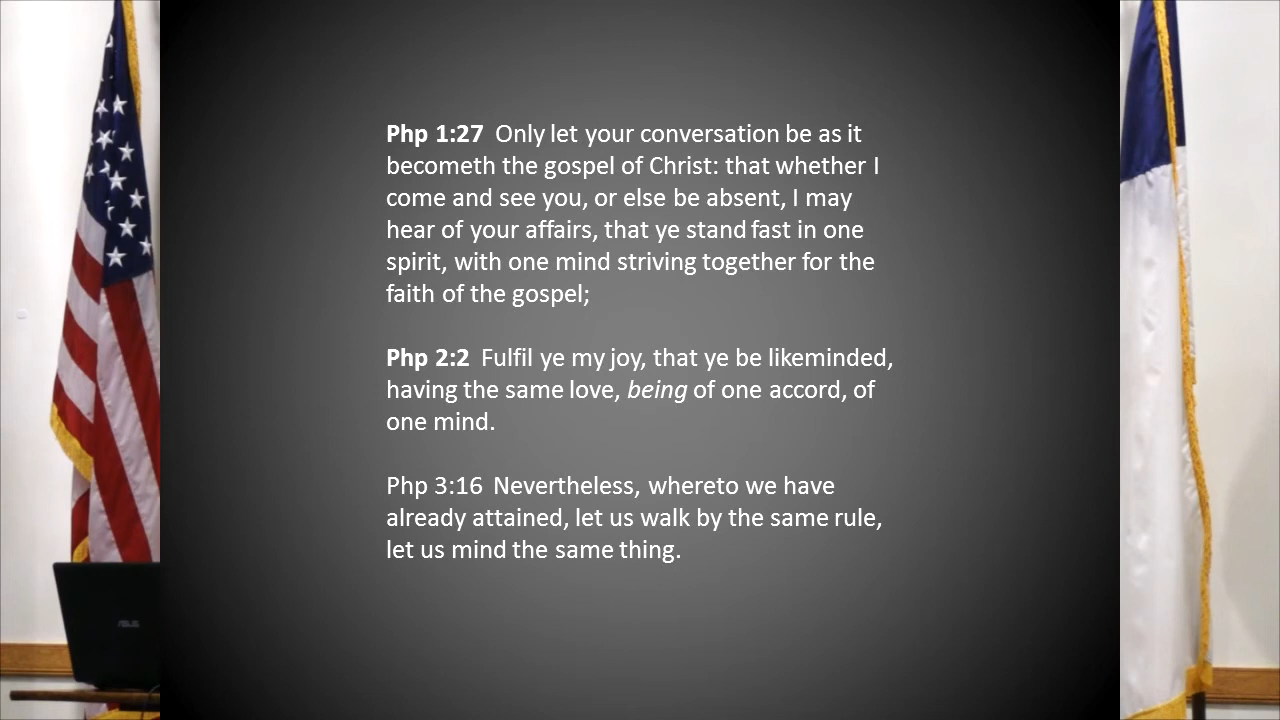 Php 1:27 Only let your conversation be as it
becometh the gospel of Christ: that whether I
come and see you, or else be absent, I may
hear of your affairs, that ye stand fast in one
spirit, with one mind striving together for the
faith of the gospel;
Php 2:2 Fulfil ye my joy, that ye be likeminded,
having the same love, being of one accord, of
one mind.
Php 3:16 Nevertheless, whereto we have
already attained, let us walk by the same rule,
let us mind the same thing.
ASUS